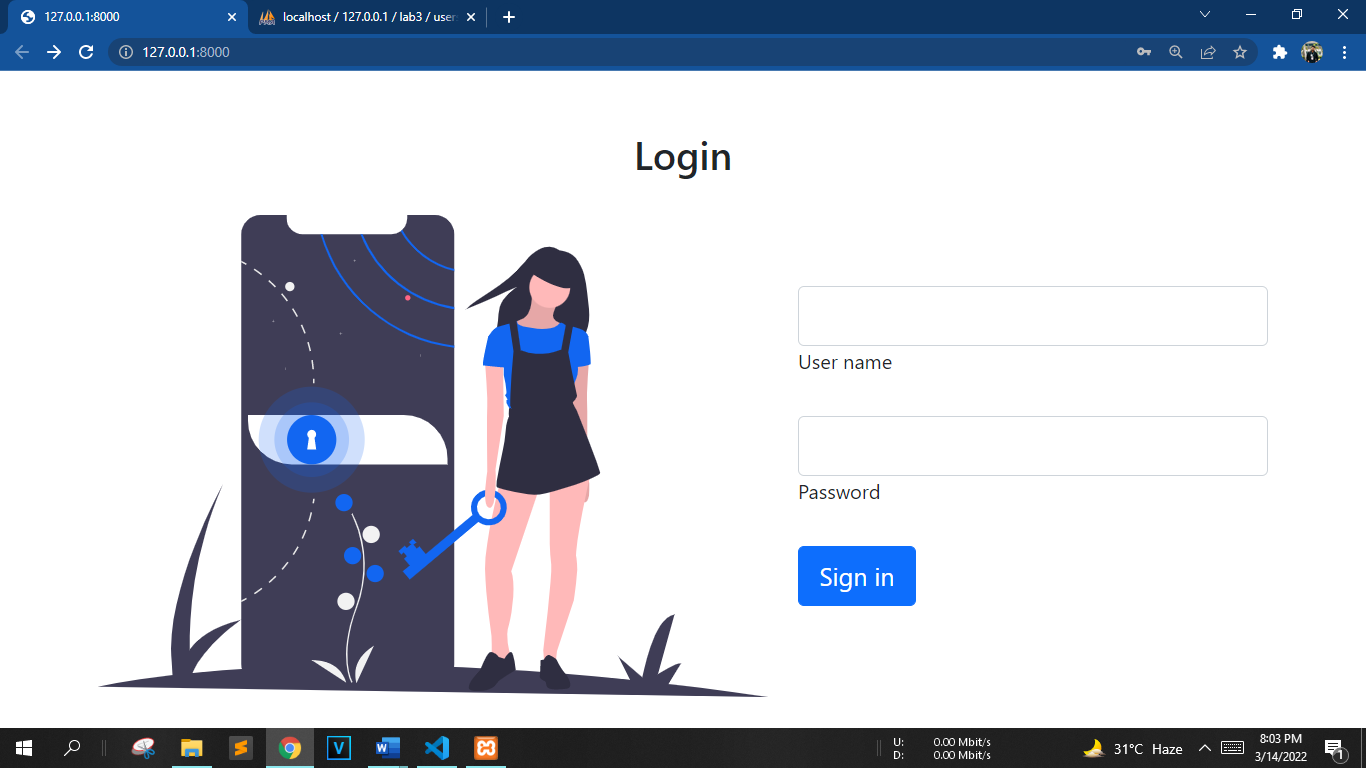 127.0.0.1:8000
localhost / 127.0.0.1 / lab3 / user
127.0.0.1:8000
Login
User name
Password
Sign in
U: 0.00 Mbit/s
D: 0.00 Mbit/s
31°C Haze
8:03 PM
3/14/2022
1